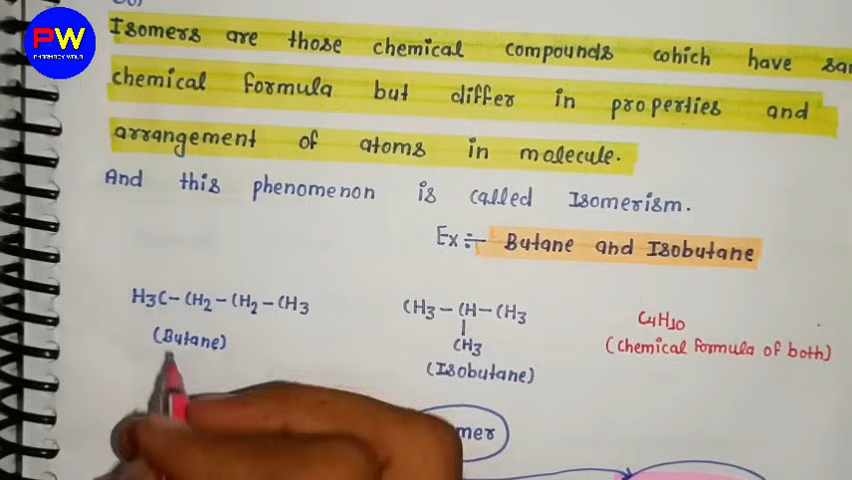 PW
PHARMACY WALA
Isomers are those chemical compounds which have
chemical formula but differ in properties and
arrangement of atoms in molecule.
And this phenomenon is called Isomerism.
Ex:- Butane and Isobutane
H3C-CH2-CH2-CH3
(Butane)
CH3-CH-CH3
|
CH3
(Isobutane)
C4H10
(Chemical formula of both)